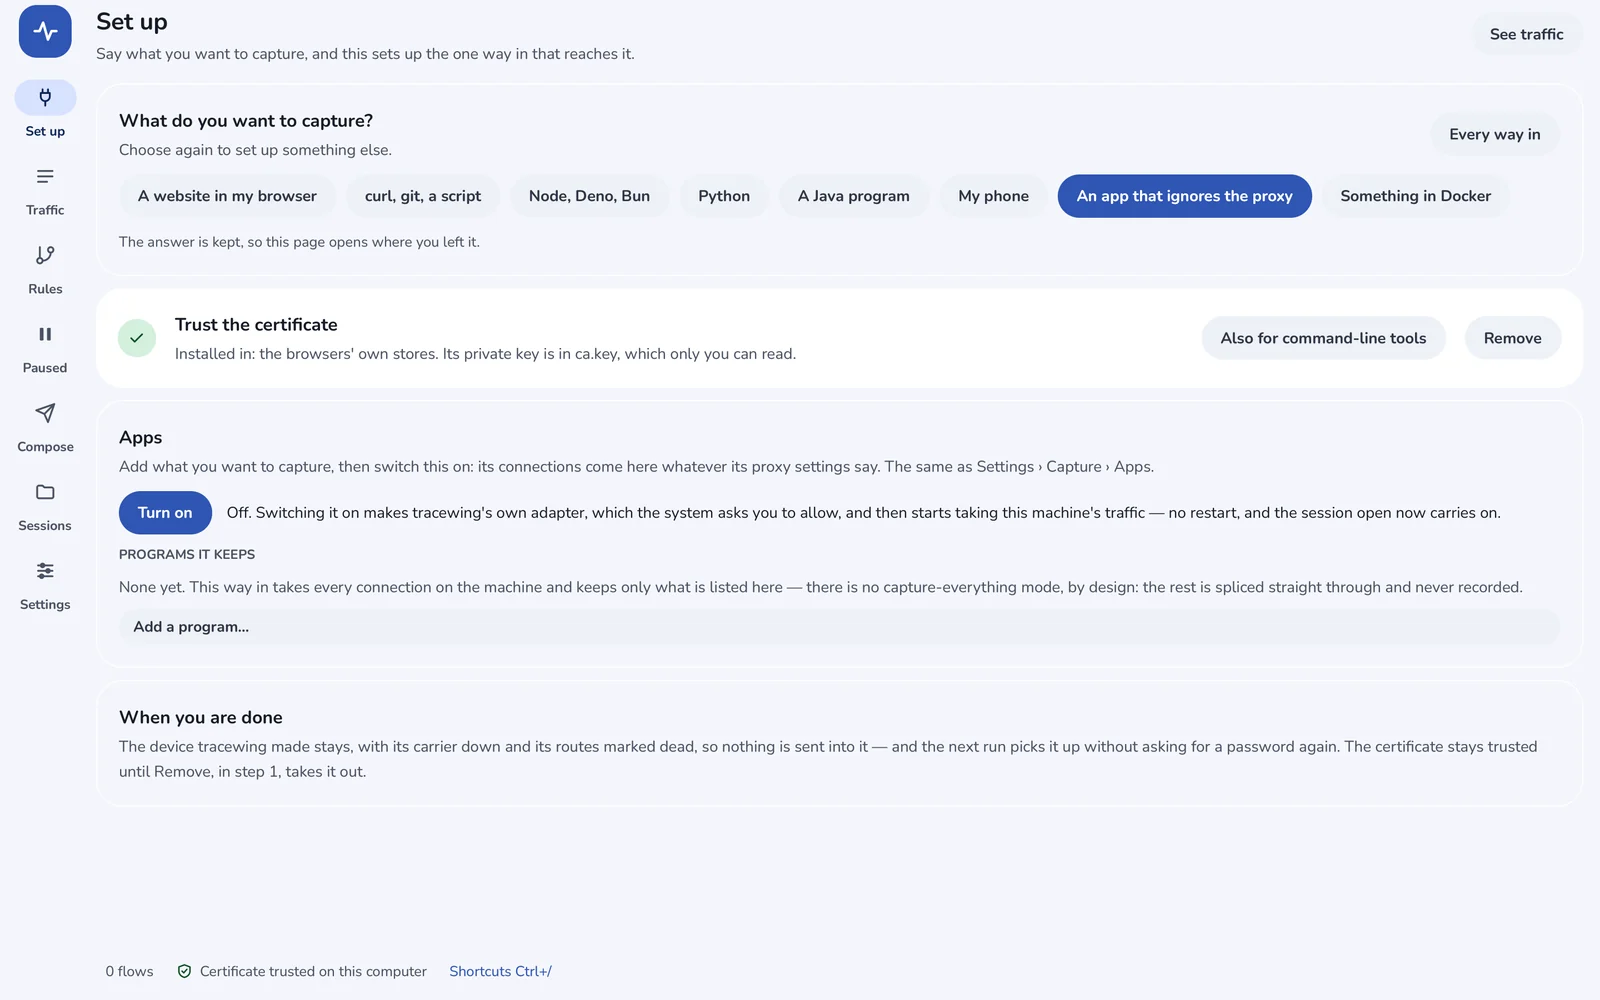 Set up
Say what you want to capture, and this sets up the one way in that reaches it.
See traffic
Set up
Traffic
Rules
Paused
Compose
Sessions
Settings
What do you want to capture?
Choose again to set up something else.
Every way in
A website in my browser
curl, git, a script
Node, Deno, Bun
Python
A Java program
My phone
An app that ignores the proxy
Something in Docker
The answer is kept, so this page opens where you left it.
Trust the certificate
Installed in: the browsers' own stores. Its private key is in ca.key, which only you can read.
Also for command-line tools
Remove
Apps
Add what you want to capture, then switch this on: its connections come here whatever its proxy settings say. The same as Settings › Capture › Apps.
Turn on
Off. Switching it on makes tracewing's own adapter, which the system asks you to allow, and then starts taking this machine's traffic — no restart, and the session open now carries on.
PROGRAMS IT KEEPS
None yet. This way in takes every connection on the machine and keeps only what is listed here — there is no capture-everything mode, by design: the rest is spliced straight through and never recorded.
Add a program...
When you are done
The device tracewing made stays, with its carrier down and its routes marked dead, so nothing is sent into it — and the next run picks it up without asking for a password again. The certificate stays trusted
until Remove, in step 1, takes it out.
0 flows
Certificate trusted on this computer
Shortcuts Ctrl+/